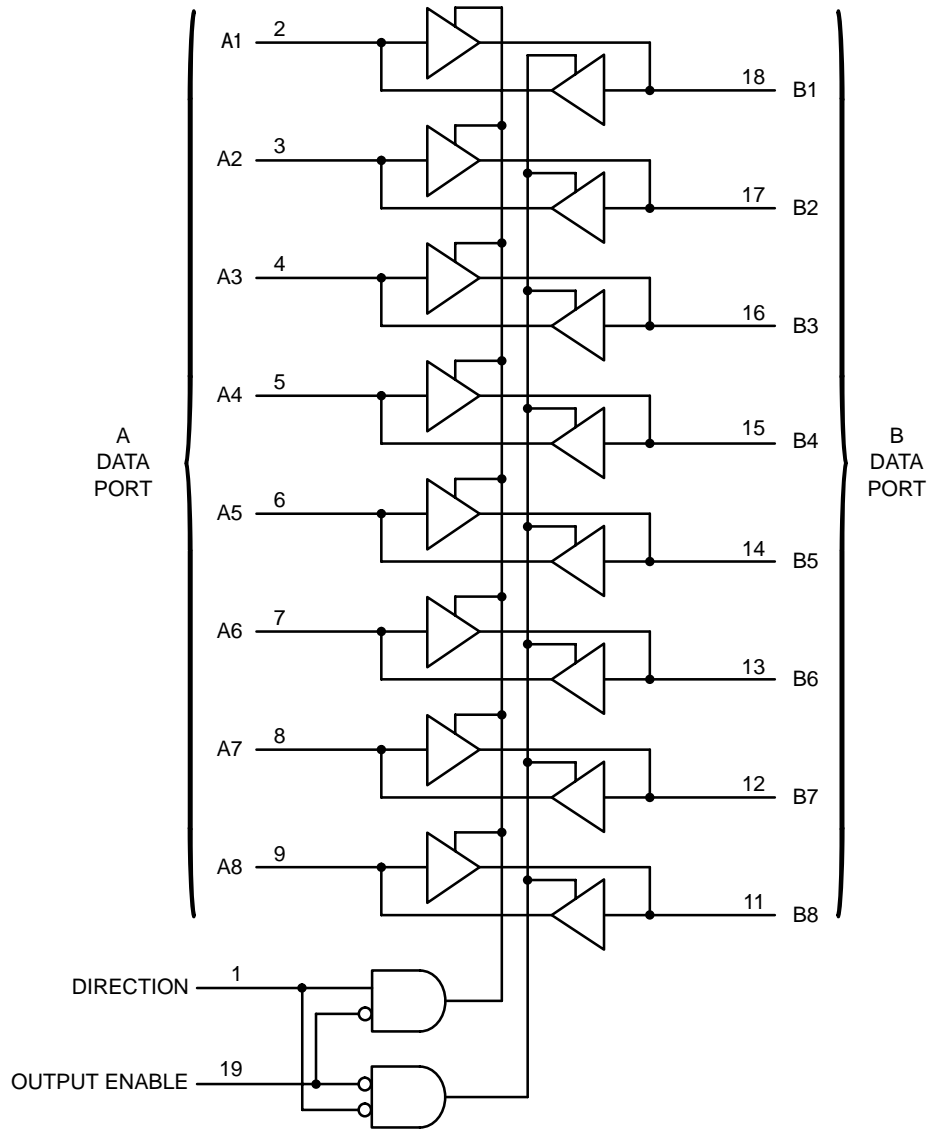 A1 2
18 B1
A2 3
17 B2
A3 4
16 B3
A4 5
A
DATA
PORT
15 B4
B
DATA
PORT
A5 6
14 B5
A6 7
13 B6
A7 8
12 B7
A8 9
11 B8
DIRECTION 1
OUTPUT ENABLE 19